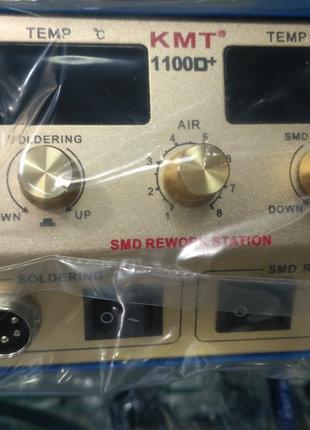 TEMP ℃
KMT®
TEMP
1100D+
SOLDERING
AIR
SMD
1 2 3 4 5 6 7 8
UP
DOWN
SMD REWORK STATION
SOLDERING
SMD